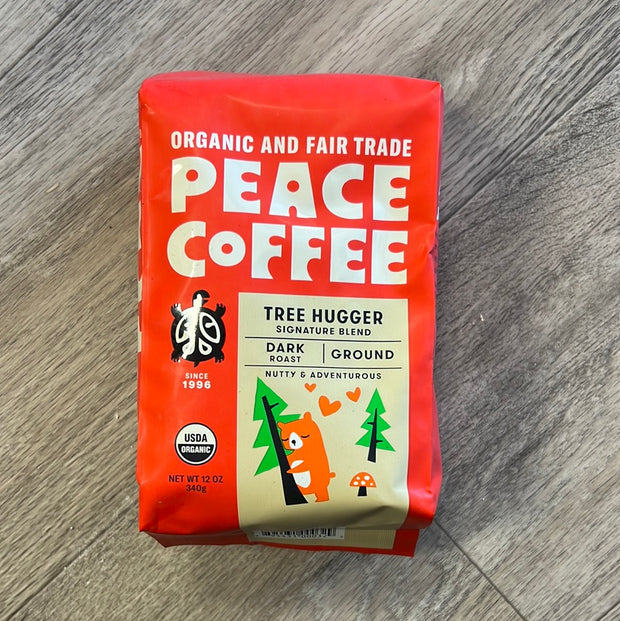 ORGANIC AND FAIR TRADE
PEACE
COFFEE
TREE HUGGER
SIGNATURE BLEND
DARK
ROAST
GROUND
NUTTY & ADVENTUROUS
SINCE
1996
USDA
ORGANIC
NET WT 12 OZ
340g